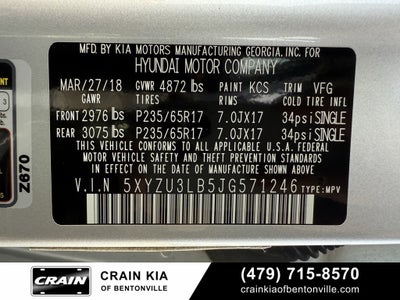 MFD. BY KIA MOTORS MANUFACTURING GEORGIA, INC. FOR
HYUNDAI MOTOR COMPANY
MAR/27/18 GVWR 4872 lbs PAINT KCS TRIM VFG
GAWR TIRES RIMS COLD TIRE INFL
FRONT 2976 lbs P235/65R17 7.0JX17 34psi SINGLE
REAR 3075 lbs P235/65R17 7.0JX17 34psi SINGLE
THIS VEHICLE CONFORMS TO ALL APPLICABLE U.S.A. FEDERAL
MOTOR VEHICLE SAFETY, BUMPER, AND THEFT PREVENTION
STANDARDS IN EFFECT ON THE DATE OF MANUFACTURE SHOWN ABOVE.
V.I.N 5XYZU3LB5JG571246 TYPE:MPV
Z670
3
CRAIN
CRAIN KIA
OF BENTONVILLE
(479) 715-8570
crainkiaofbentonville.com